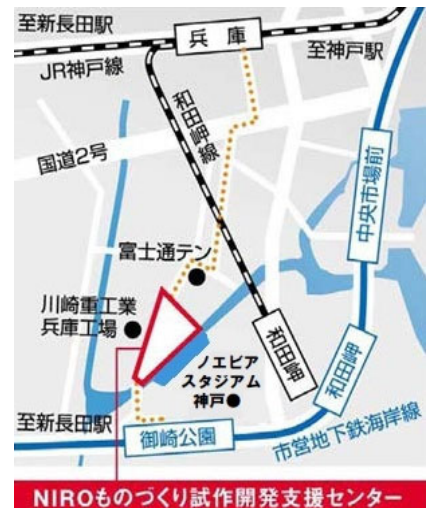 至新長田駅
兵庫
至神戸駅
JR神戸線
和田岬線
国道2号
中央市場前
富士通テン
川崎重工業
兵庫工場
ノエビア
スタジアム
神戸
和田岬
和田岬
至新長田駅
御崎公園
市営地下鉄海岸線
NIROものづくり試作開発支援センター